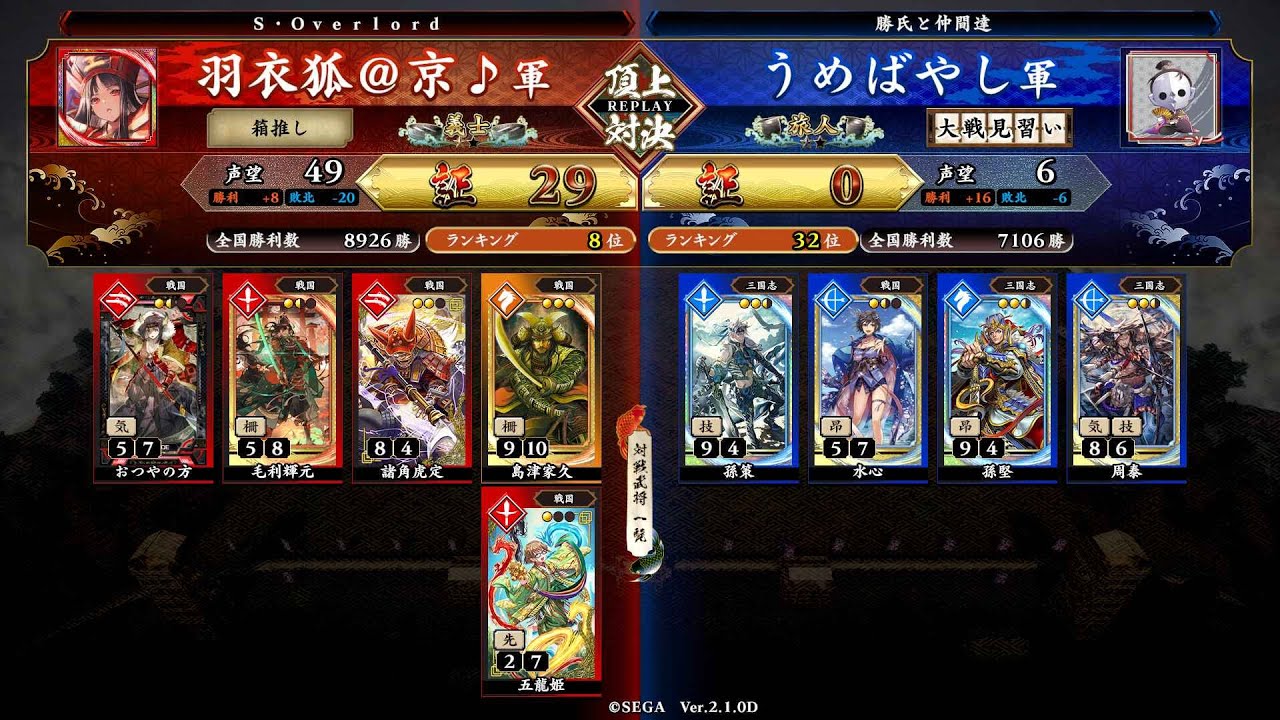 S・Overlord
勝氏と仲間達
羽衣狐＠京♪軍
頂上
REPLAY
対決
うめばやし軍
箱推し
義士
旅人
大戦見習い
声望 49
勝利 +8 敗北 -20
証 29
証 0
声望 6
勝利 +16 敗北 -6
全国勝利数 8926勝
ランキング 8位
ランキング 32位
全国勝利数 7106勝
戦国
戦国
戦国
戦国
三国志
戦国
三国志
三国志
気
5 7
おつやの方
柵
5 8
毛利輝元
8 4
諸角虎定
柵
9 10
島津家久
対戦武将一覧
技
9 4
孫策
昂
5 7
水心
昂
9 4
孫堅
気 技
8 6
周泰
戦国
先
2 7
五龍姫
©SEGA Ver.2.1.0D